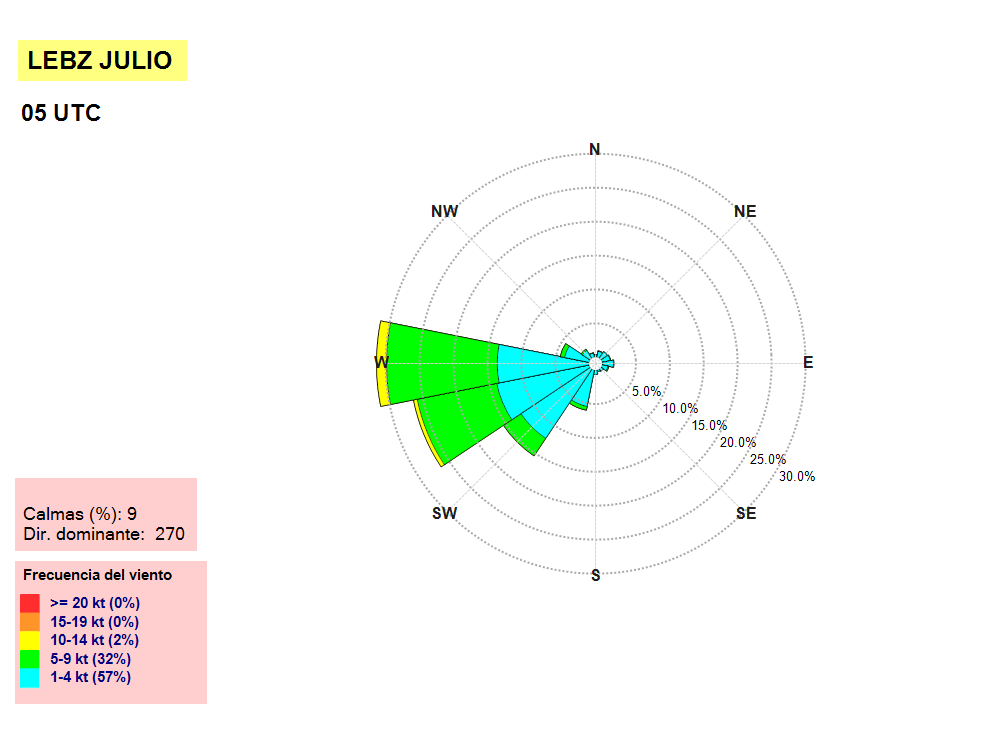 LEBZ JULIO
05 UTC
N
NW
NE
W
E
5.0%
10.0%
15.0%
20.0%
25.0%
30.0%
SW
SE
S
Calmas (%): 9
Dir. dominante: 270
Frecuencia del viento
>= 20 kt (0%)
15-19 kt (0%)
10-14 kt (2%)
5-9 kt (32%)
1-4 kt (57%)